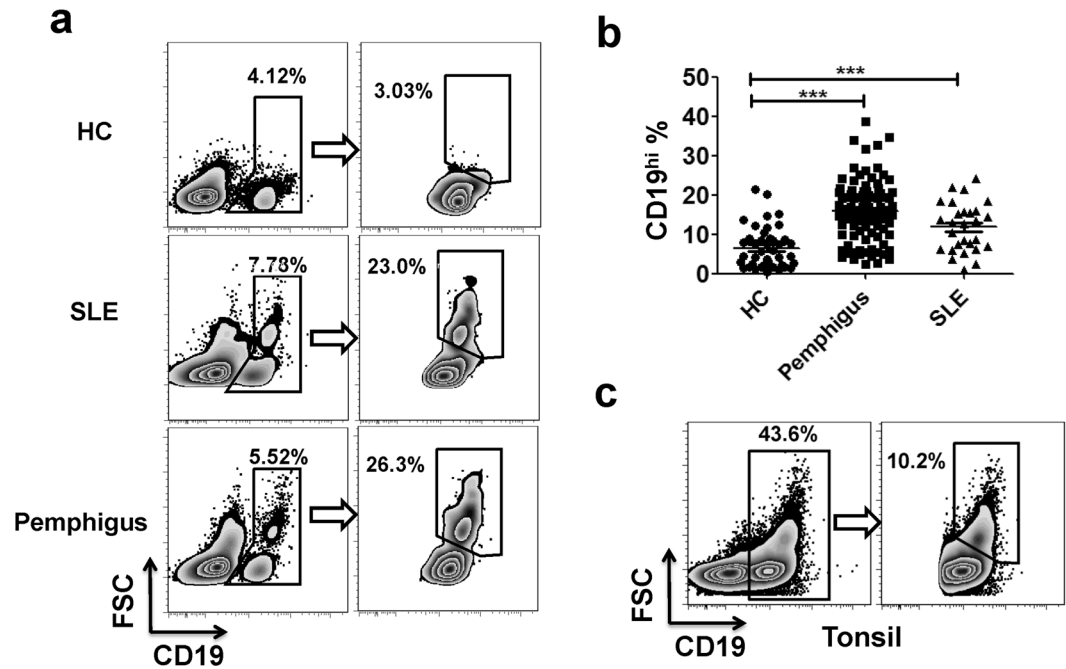 a
HC
4.12%
3.03%
SLE
7.78%
23.0%
Pemphigus
5.52%
26.3%
FSC
CD19
b
CD19hi %
50
40
30
20
10
0
***
***
HC
Pemphigus
SLE
c
43.6%
10.2%
FSC
CD19
Tonsil